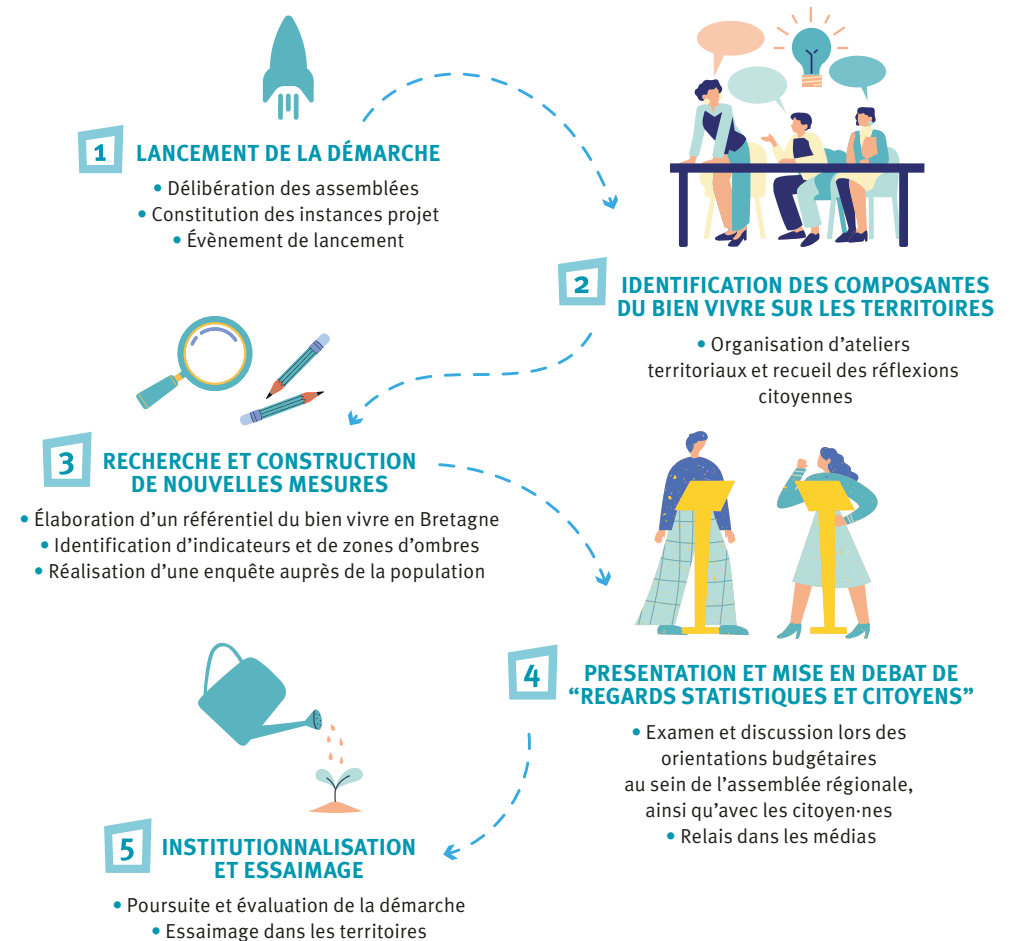 1
LANCEMENT DE LA DÉMARCHE
• Délibération des assemblées
• Constitution des instances projet
• Évènement de lancement
2
IDENTIFICATION DES COMPOSANTES
DU BIEN VIVRE SUR LES TERRITOIRES
• Organisation d’ateliers
territoriaux et recueil des réflexions
citoyennes
3
RECHERCHE ET CONSTRUCTION
DE NOUVELLES MESURES
• Élaboration d’un référentiel du bien vivre en Bretagne
• Identification d’indicateurs et de zones d’ombres
• Réalisation d’une enquête auprès de la population
4
PRESENTATION ET MISE EN DEBAT DE
“REGARDS STATISTIQUES ET CITOYENS”
• Examen et discussion lors des
orientations budgétaires
au sein de l’assemblée régionale,
ainsi qu’avec les citoyen·nes
• Relais dans les médias
5
INSTITUTIONNALISATION
ET ESSAIMAGE
• Poursuite et évaluation de la démarche
• Essaimage dans les territoires